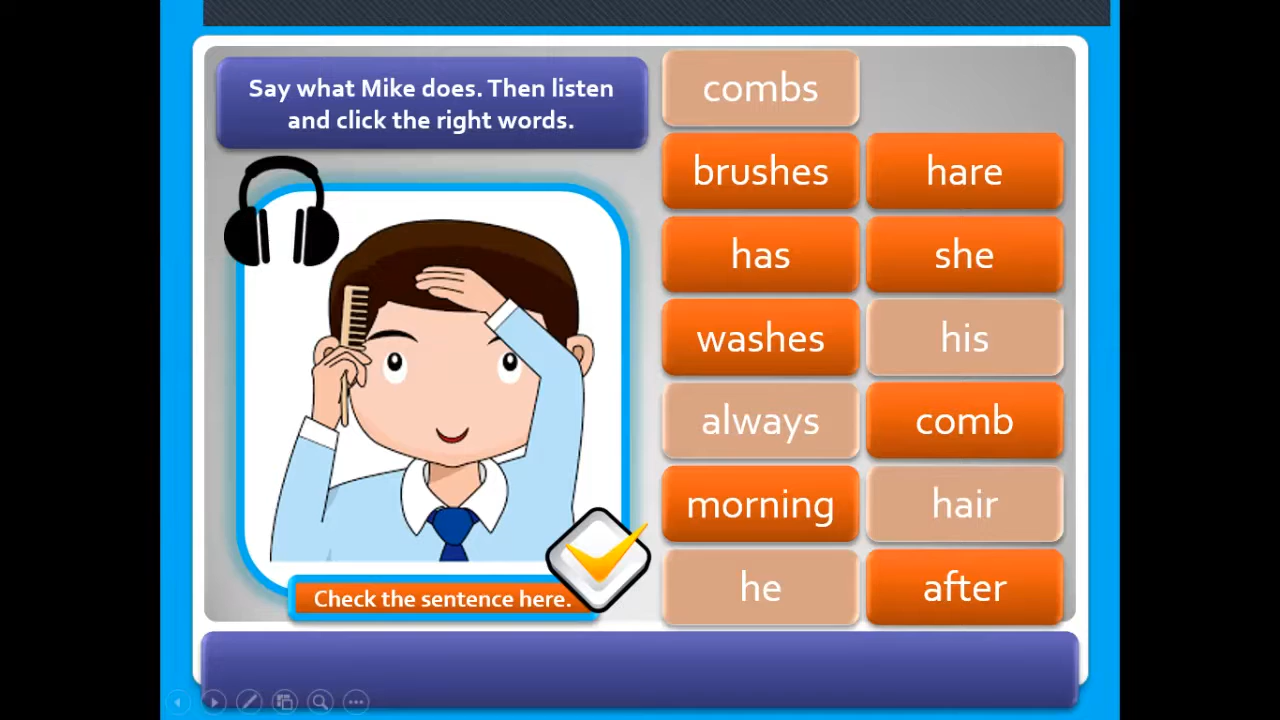 Say what Mike does. Then listen
and click the right words.
combs
brushes hare
has she
washes his
always comb
morning hair
he after
Check the sentence here.